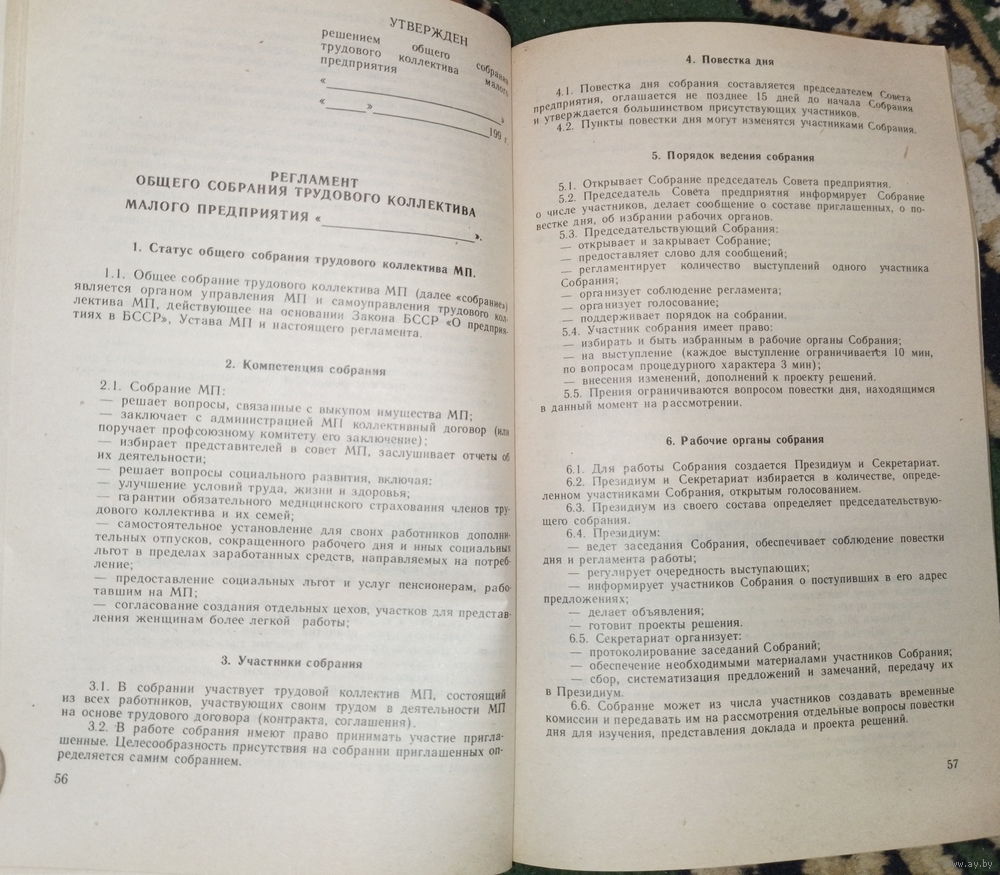 УТВЕРЖДЕН
решением общего собрания
трудового коллектива малого
предприятия
«____________________»
«_____» ______________199 г.
РЕГЛАМЕНТ
ОБЩЕГО СОБРАНИЯ ТРУДОВОГО КОЛЛЕКТИВА
МАЛОГО ПРЕДПРИЯТИЯ «____________________».
1. Статус общего собрания трудового коллектива МП.
1.1. Общее собрание трудового коллектива МП (далее «собрание»)
является органом управления МП и самоуправления трудового кол-
лектива МП, действующее на основании Закона БССР «О предприя-
тиях в БССР», Устава МП и настоящего регламента.
2. Компетенция собрания
2.1. Собрание МП:
— решает вопросы, связанные с выкупом имущества МП;
— заключает с администрацией МП коллективный договор (или
поручает профсоюзному комитету его заключение);
— избирает представителей в совет МП, заслушивает отчеты об
их деятельности;
— решает вопросы социального развития, включая:
— улучшение условий труда, жизни и здоровья;
— гарантии обязательного медицинского страхования членов тру-
дового коллектива и их семей;
— самостоятельное установление для своих работников дополни-
тельных отпусков, сокращенного рабочего дня и иных социальных
льгот в пределах заработанных средств, направляемых на потреб-
ление;
— предоставление социальных льгот и услуг пенсионерам, рабо-
тавшим на МП;
— согласование создания отдельных цехов, участков для представ-
ления женщинам более легкой работы;
3. Участники собрания
3.1. В собрании участвует трудовой коллектив МП, состоящий
из всех работников, участвующих своим трудом в деятельности МП
на основе трудового договора (контракта, соглашения).
3.2. В работе собрания имеют право принимать участие пригла-
шенные. Целесообразность присутствия на собрании приглашенных оп-
ределяется самим собранием.
56
4. Повестка дня
4.1. Повестка дня собрания составляется председателем Совета
предприятия, оглашается не позднее 15 дней до начала Собрания
и утверждается большинством присутствующих участников.
4.2. Пункты повестки дня могут изменятся участниками Собрания.
5. Порядок ведения собрания
5.1. Открывает Собрание председатель Совета предприятия.
5.2. Председатель Совета предприятия информирует Собрание
о числе участников, делает сообщение о составе приглашенных, о по-
вестке дня, об избрании рабочих органов.
5.3. Председательствующий Собрания:
— открывает и закрывает Собрание;
— предоставляет слово для сообщений;
— регламентирует количество выступлений одного участника
Собрания;
— организует соблюдение регламента;
— организует голосование;
— поддерживает порядок на собрании.
5.4. Участник собрания имеет право:
— избирать и быть избранным в рабочие органы Собрания;
— на выступление (каждое выступление ограничивается 10 мин,
по вопросам процедурного характера 3 мин);
— внесения изменений, дополнений к проекту решений.
5.5. Прения ограничиваются вопросом повестки дня, находящимся
в данный момент на рассмотрении.
6. Рабочие органы собрания
6.1. Для работы Собрания создается Президиум и Секретариат.
6.2. Президиум и Секретариат избирается в количестве, опреде-
ленном участниками Собрания, открытым голосованием.
6.3. Президиум из своего состава определяет председательствую-
щего собрания.
6.4. Президиум:
— ведет заседания Собрания, обеспечивает соблюдение повестки
дня и регламента работы;
— регулирует очередность выступающих;
— информирует участников Собрания о поступивших в его адрес
предложениях;
— делает объявления;
— готовит проекты решения.
6.5. Секретариат организует:
— протоколирование заседаний Собраний;
— обеспечение необходимыми материалами участников Собрания;
— сбор, систематизация предложений и замечаний, передачу их
в Президиум.
6.6. Собрание может из числа участников создавать временные
комиссии и передавать им на рассмотрения отдельные вопросы повестки
дня для изучения, представления доклада и проекта решений.
57
www.ay.by